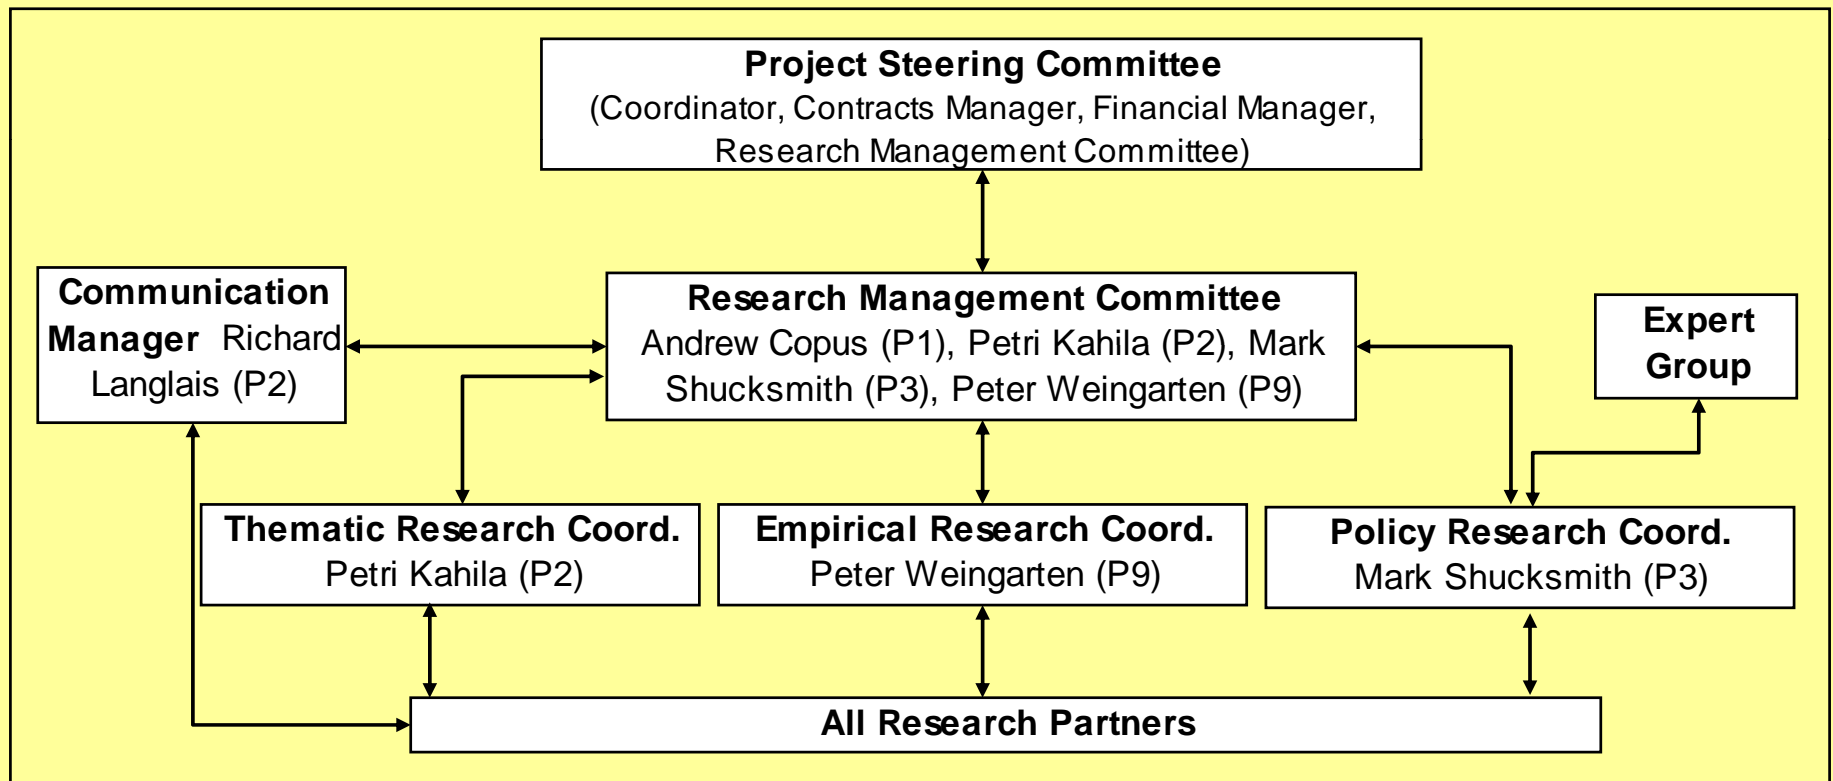 Project Steering Committee
(Coordinator, Contracts Manager, Financial Manager,
Research Management Committee)
Communication
Manager Richard
Langlais (P2)
Research Management Committee
Andrew Copus (P1), Petri Kahila (P2), Mark
Shucksmith (P3), Peter Weingarten (P9)
Expert
Group
Thematic Research Coord.
Petri Kahila (P2)
Empirical Research Coord.
Peter Weingarten (P9)
Policy Research Coord.
Mark Shucksmith (P3)
All Research Partners